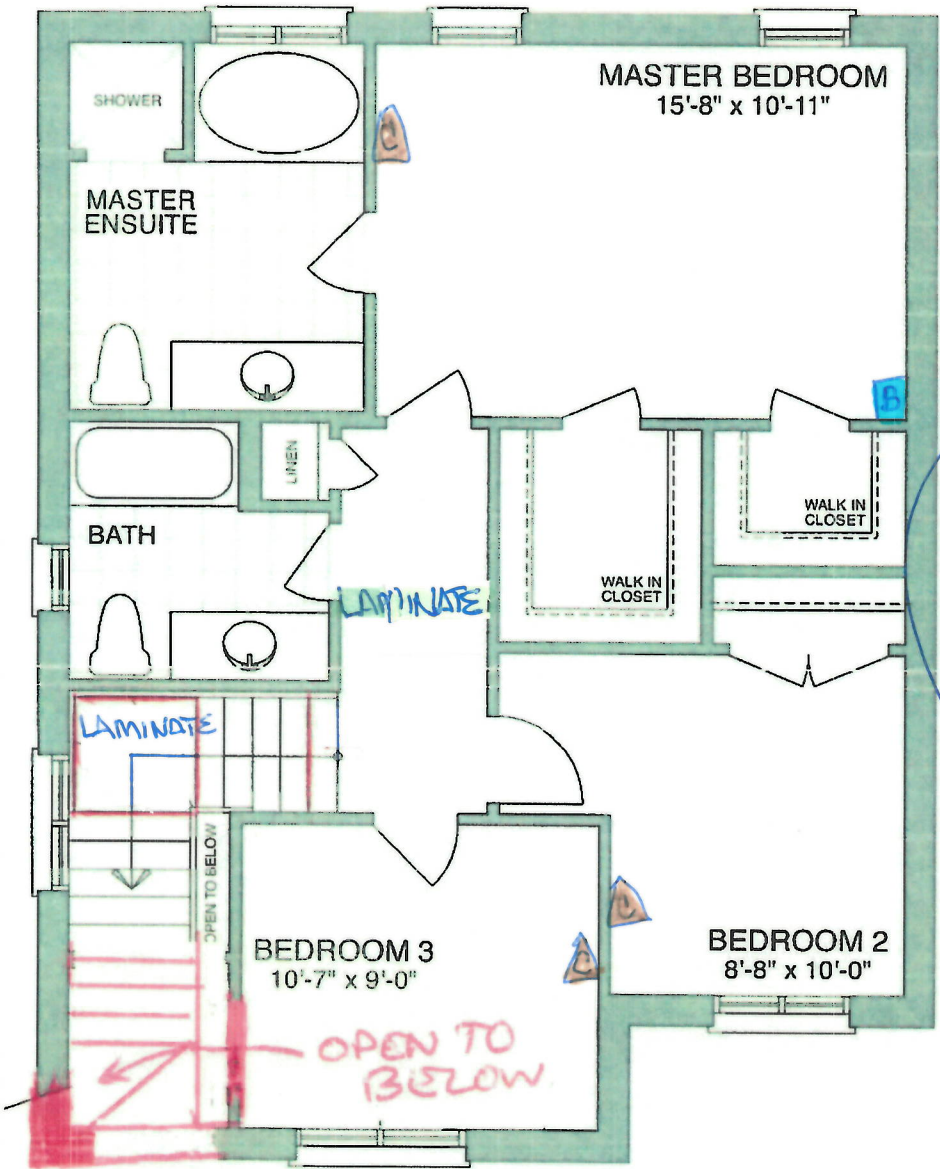 MASTER BEDROOM
15'-8" x 10'-11"
SHOWER
C
MASTER
ENSUITE
B
LINEN
WALK IN
CLOSET
BATH
WALK IN
CLOSET
LAMINATE
LAMINATE
OPEN TO BELOW
C
BEDROOM 3
10'-7" x 9'-0"
C
BEDROOM 2
8'-8" x 10'-0"
OPEN TO
BELOW